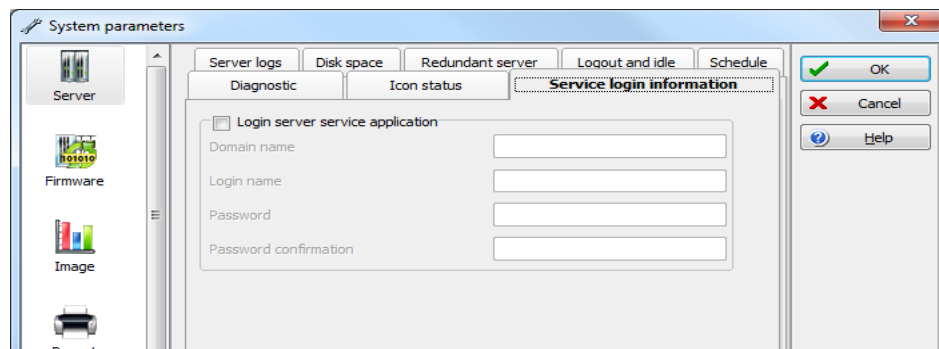 System parameters
Server
Firmware
Image
Server logs
Disk space
Redundant server
Logout and idle
Schedule
Diagnostic
Icon status
Service login information
Login server service application
Domain name
Login name
Password
Password confirmation
OK
Cancel
Help